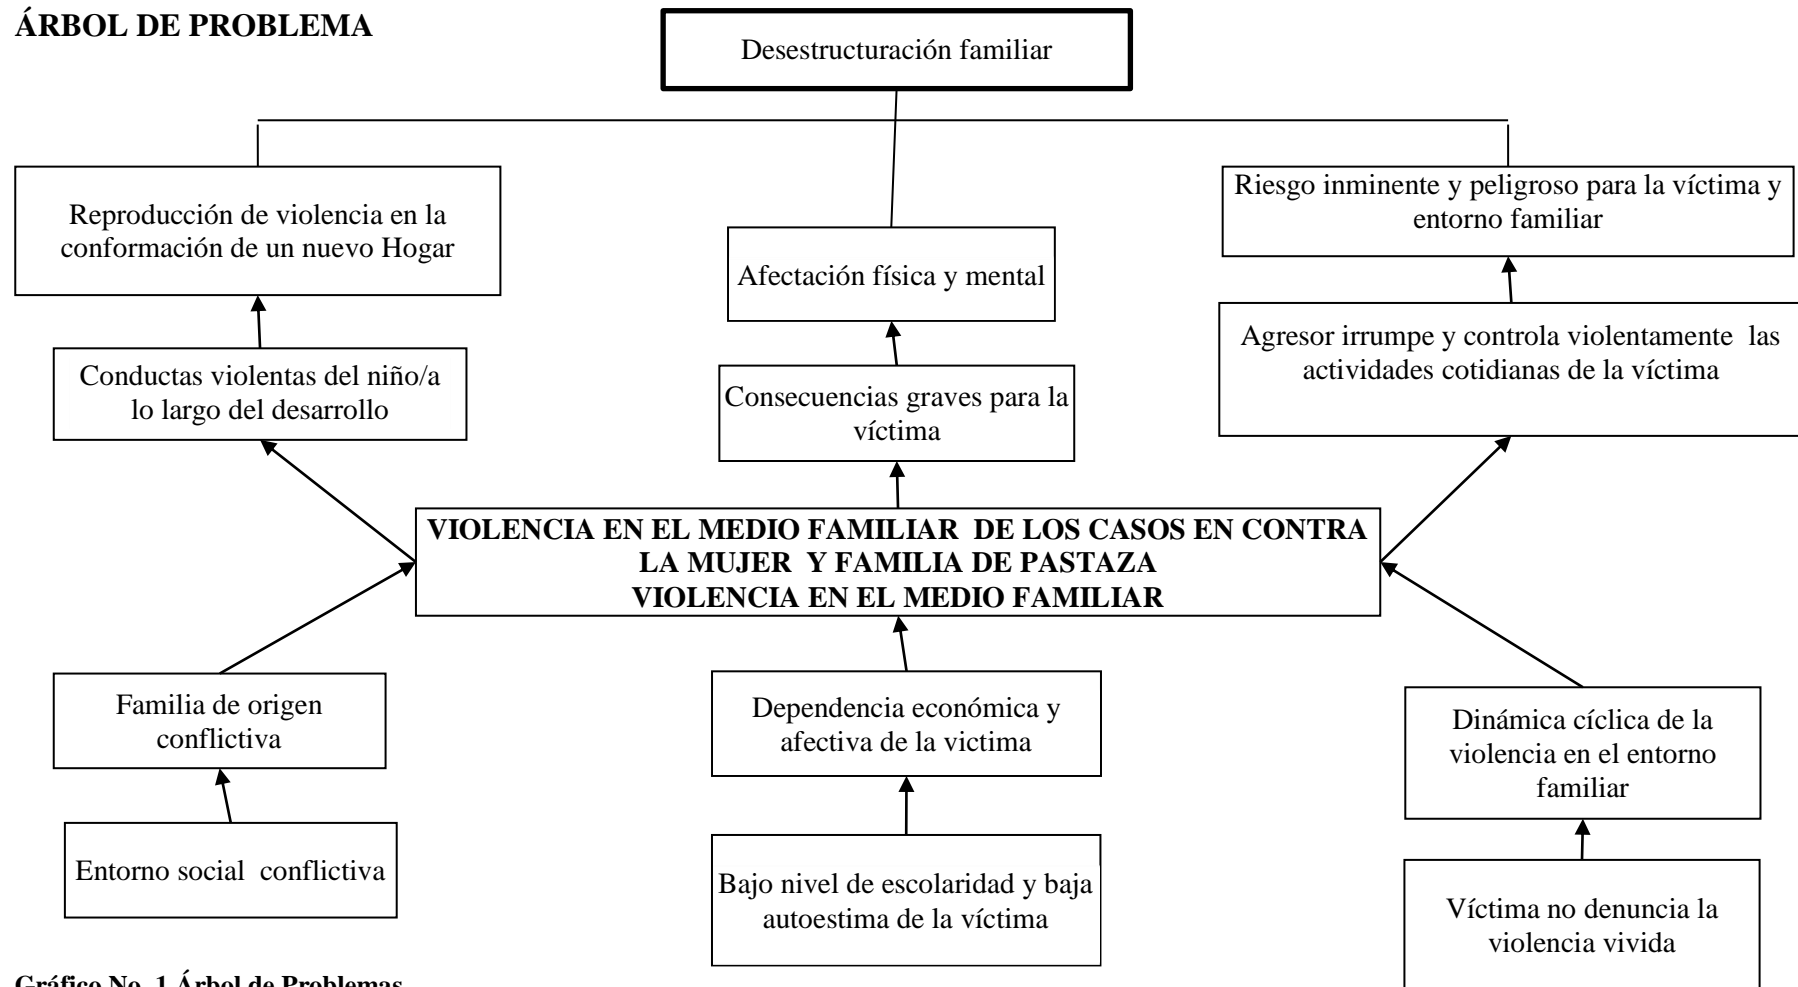 ÁRBOL DE PROBLEMA
Desestructuración familiar
Reproducción de violencia en la
conformación de un nuevo Hogar
Afectación física y mental
Riesgo inminente y peligroso para la víctima y
entorno familiar
Conductas violentas del niño/a
lo largo del desarrollo
Consecuencias graves para la
víctima
Agresor irrumpe y controla violentamente  las
actividades cotidianas de la víctima
VIOLENCIA EN EL MEDIO FAMILIAR  DE LOS CASOS EN CONTRA
LA MUJER  Y FAMILIA DE PASTAZA
VIOLENCIA EN EL MEDIO FAMILIAR
Familia de origen
conflictiva
Dependencia económica y
afectiva de la victima
Dinámica cíclica de la
violencia en el entorno
familiar
Entorno social  conflictiva
Bajo nivel de escolaridad y baja
autoestima de la víctima
Víctima no denuncia la
violencia vivida
Gráfico No. 1 Árbol de Problemas